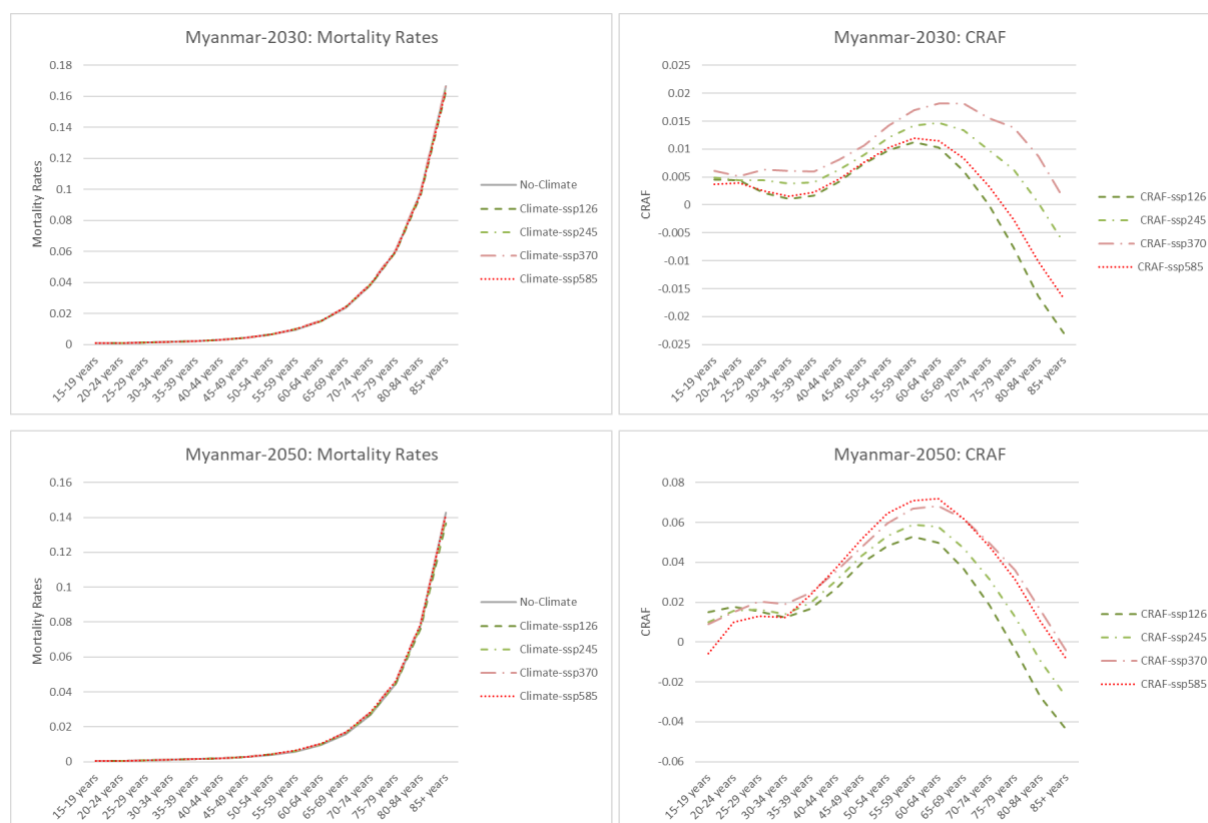 Myanmar-2030: Mortality Rates
0.18
0.16
0.14
0.12
0.1
0.08
0.06
0.04
0.02
0
Mortality Rates
15-19 years
20-24 years
25-29 years
30-34 years
35-39 years
40-44 years
45-49 years
50-54 years
55-59 years
60-64 years
65-69 years
70-74 years
75-79 years
80-84 years
85+ years
No-Climate
Climate-ssp126
Climate-ssp245
Climate-ssp370
Climate-ssp585
Myanmar-2030: CRAF
0.025
0.02
0.015
0.01
0.005
0
-0.005
-0.01
-0.015
-0.02
-0.025
CRAF
15-19 years
20-24 years
25-29 years
30-34 years
35-39 years
40-44 years
45-49 years
50-54 years
55-59 years
60-64 years
65-69 years
70-74 years
75-79 years
80-84 years
85+ years
CRAF-ssp126
CRAF-ssp245
CRAF-ssp370
CRAF-ssp585
Myanmar-2050: Mortality Rates
0.16
0.14
0.12
0.1
0.08
0.06
0.04
0.02
0
Mortality Rates
15-19 years
20-24 years
25-29 years
30-34 years
35-39 years
40-44 years
45-49 years
50-54 years
55-59 years
60-64 years
65-69 years
70-74 years
75-79 years
80-84 years
85+ years
No-Climate
Climate-ssp126
Climate-ssp245
Climate-ssp370
Climate-ssp585
Myanmar-2050: CRAF
0.08
0.06
0.04
0.02
0
-0.02
-0.04
-0.06
CRAF
15-19 years
20-24 years
25-29 years
30-34 years
35-39 years
40-44 years
45-49 years
50-54 years
55-59 years
60-64 years
65-69 years
70-74 years
75-79 years
80-84 years
85+ years
CRAF-ssp126
CRAF-ssp245
CRAF-ssp370
CRAF-ssp585